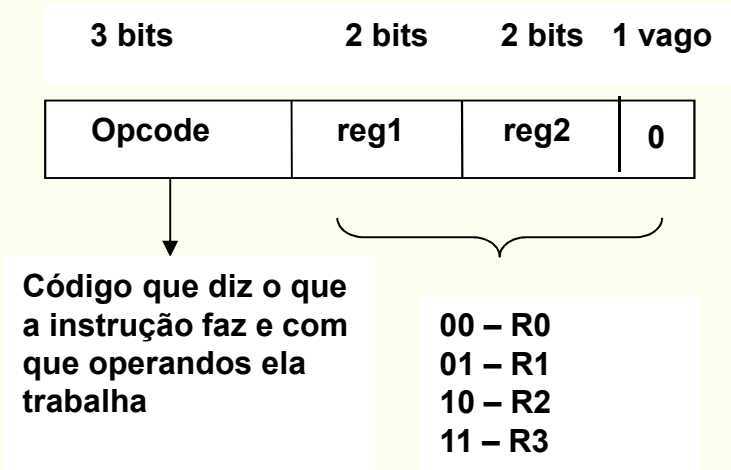 3 bits 2 bits 2 bits 1 vago
Opcode reg1 reg2 0
Código que diz o que
a instrução faz e com
que operandos ela
trabalha
00 – R0
01 – R1
10 – R2
11 – R3